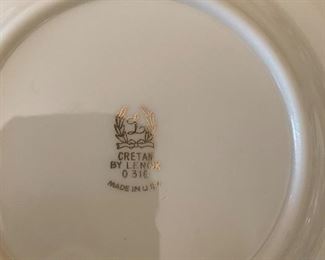 L
CRETAN
BY LENOX
O 316
MADE IN U.S.A.